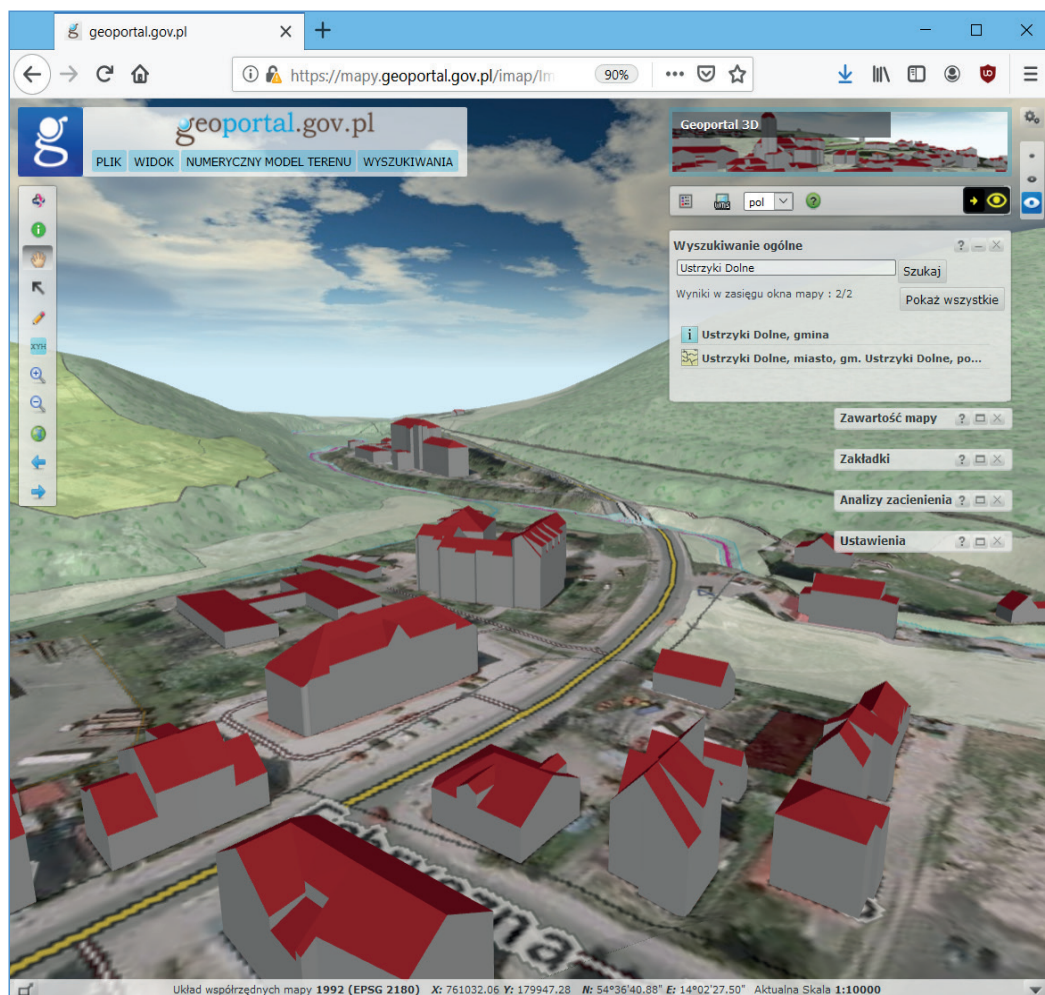 geoportal.gov.pl
https://mapy.geoportal.gov.pl/imap/Im
90%
geoportal.gov.pl
PLIK WIDOK NUMERYCZNY MODEL TERENU WYSZUKIWANIA
Geoportal 3D
pol
Wyszukiwanie ogólne
Ustrzyki Dolne
Szukaj
Wyniki w zasięgu okna mapy : 2/2
Pokaż wszystkie
Ustrzyki Dolne, gmina
Ustrzyki Dolne, miasto, gm. Ustrzyki Dolne, po...
XYH
Zawartość mapy
Zakładki
Analizy zacienienia
Ustawienia
Układ współrzędnych mapy 1992 (EPSG 2180) X: 761032.06 Y: 179947.28 N: 54°36'40.88" E: 14°02'27.50" Aktualna Skala 1:10000